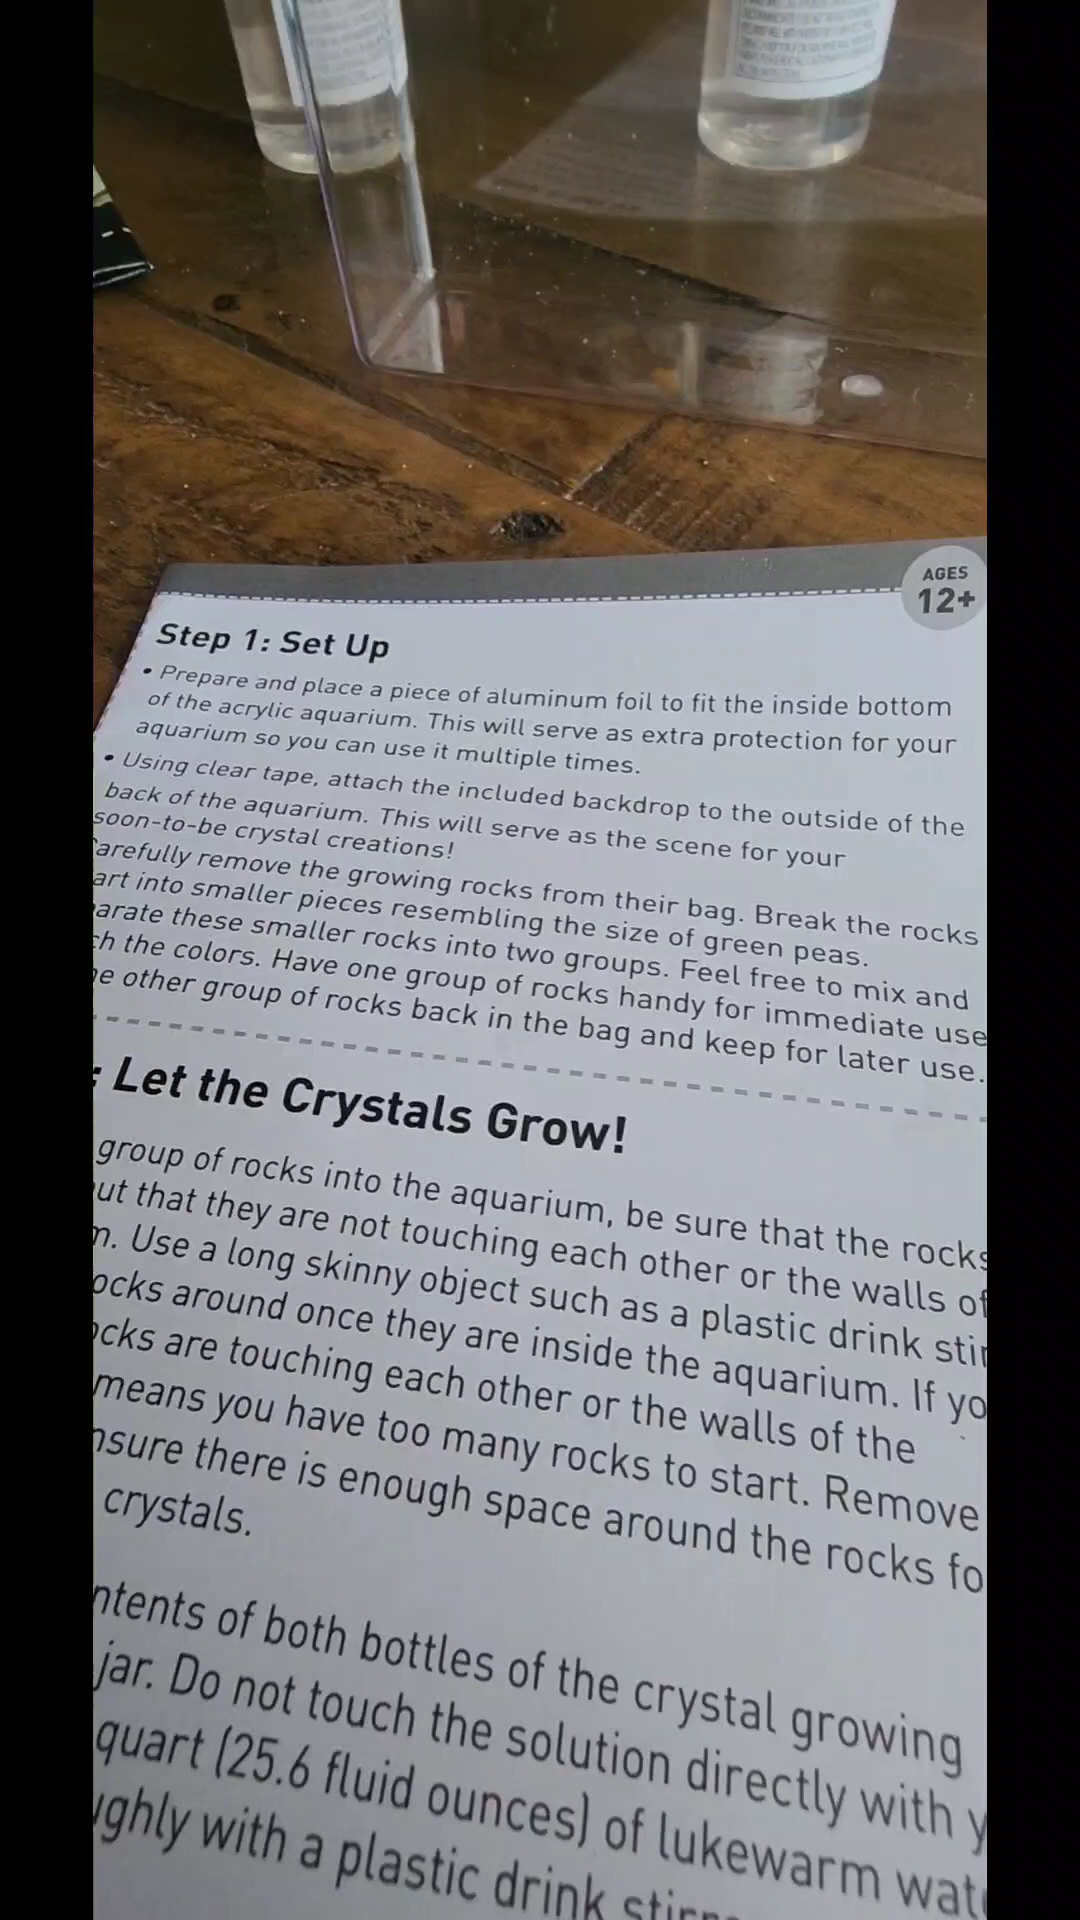 AGES
12+
Step 1: Set Up
• Prepare and place a piece of aluminum foil to fit the inside bottom
of the acrylic aquarium. This will serve as extra protection for your
aquarium so you can use it multiple times.
• Using clear tape, attach the included backdrop to the outside of the
back of the aquarium. This will serve as the scene for your
soon-to-be crystal creations!
arefully remove the growing rocks from their bag. Break the rocks
art into smaller pieces resembling the size of green peas.
arate these smaller rocks into two groups. Feel free to mix and
ch the colors. Have one group of rocks handy for immediate use
e other group of rocks back in the bag and keep for later use.
: Let the Crystals Grow!
group of rocks into the aquarium, be sure that the rocks
ut that they are not touching each other or the walls of
m. Use a long skinny object such as a plastic drink stir
ocks around once they are inside the aquarium. If yo
ocks are touching each other or the walls of the
means you have too many rocks to start. Remove
nsure there is enough space around the rocks fo
crystals.
ntents of both bottles of the crystal growing
jar. Do not touch the solution directly with y
quart (25.6 fluid ounces) of lukewarm wat
ughly with a plastic drink stirr